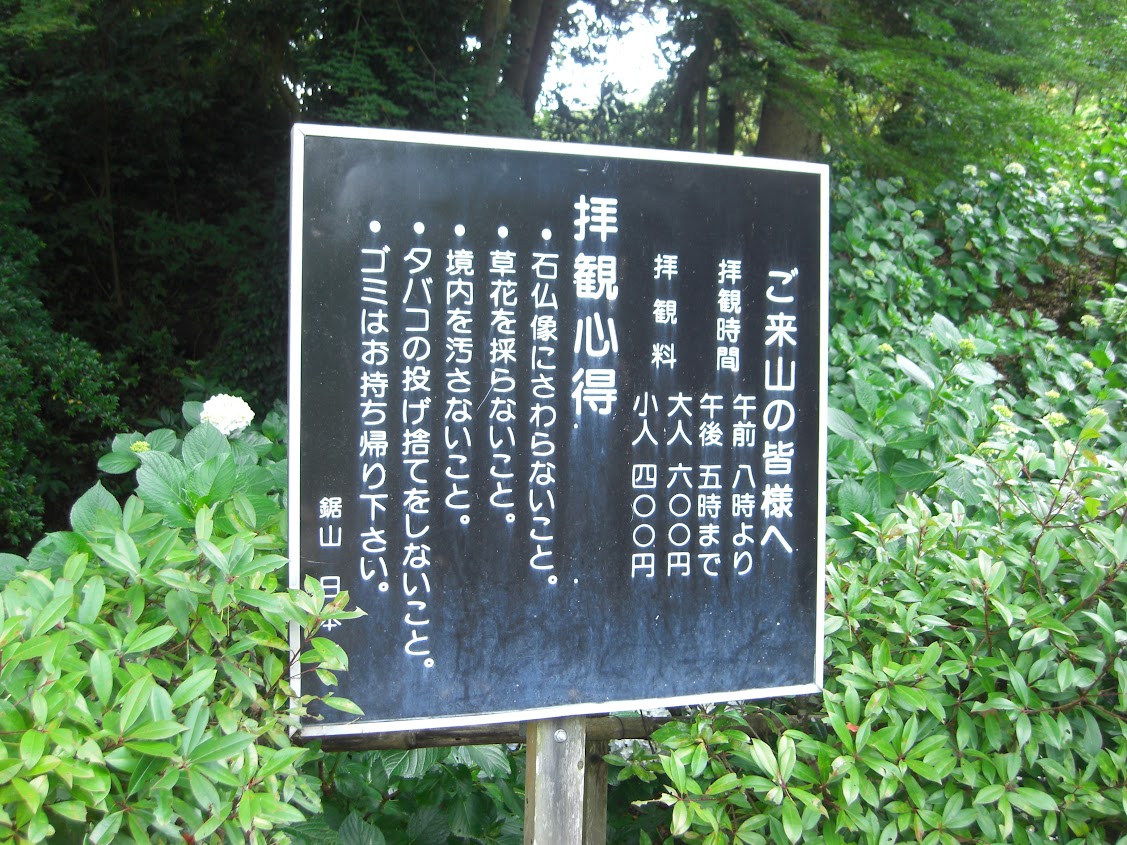 ご来山の皆様へ
拝観時間 午前 八時より
午後 五時まで
拝観料 大人 六〇〇円
小人 四〇〇円
拝観心得
• 石仏像にさわらないこと。
• 草花を採らないこと。
• 境内を汚さないこと。
• タバコの投げ捨てをしないこと。
• ゴミはお持ち帰り下さい。
鋸山 日本